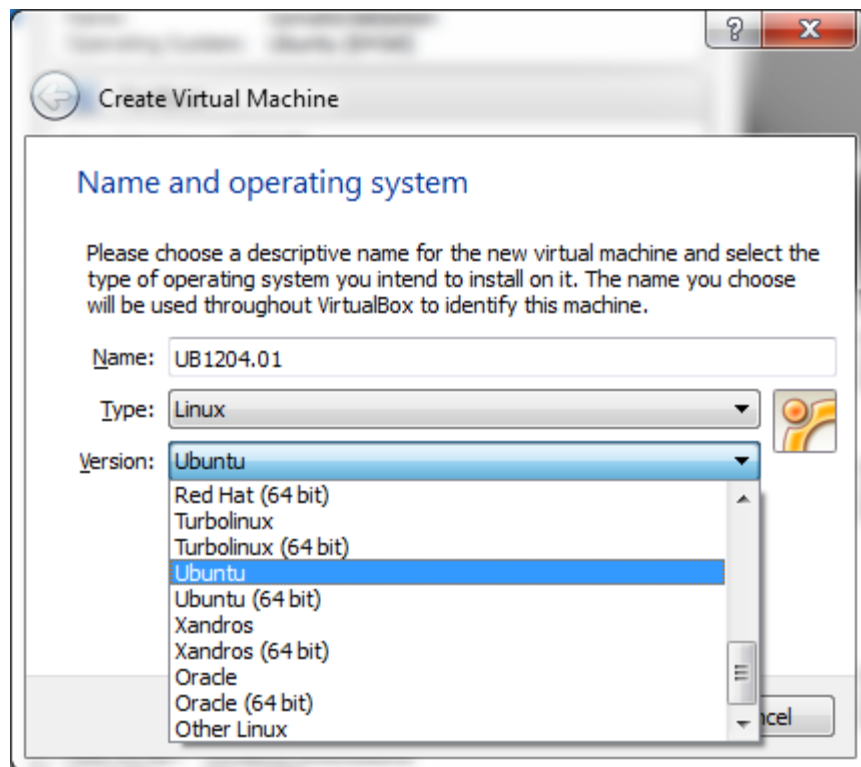 Create Virtual Machine
Name and operating system
Please choose a descriptive name for the new virtual machine and select the
type of operating system you intend to install on it. The name you choose
will be used throughout VirtualBox to identify this machine.
Name: UB1204.01
Type: Linux
Version: Ubuntu
Red Hat (64 bit)
Turbolinux
Turbolinux (64 bit)
Ubuntu
Ubuntu (64 bit)
Xandros
Xandros (64 bit)
Oracle
Oracle (64 bit)
Other Linux
ncel